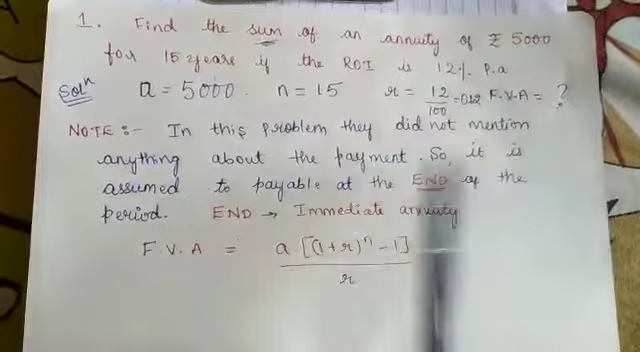 1. Find the sum of an annuity of ₹ 5000
for 15 years if the ROI is 12% P.a
Solⁿ a = 5000. n = 15 r = 12/100 = 0.12 F.V.A = ?
NOTE :- In this problem they did not mention
anything about the payment. So, it is
assumed to payable at the END of the
period. END → Immediate annuity
F.V.A = a [(1+r)ⁿ - 1]
r